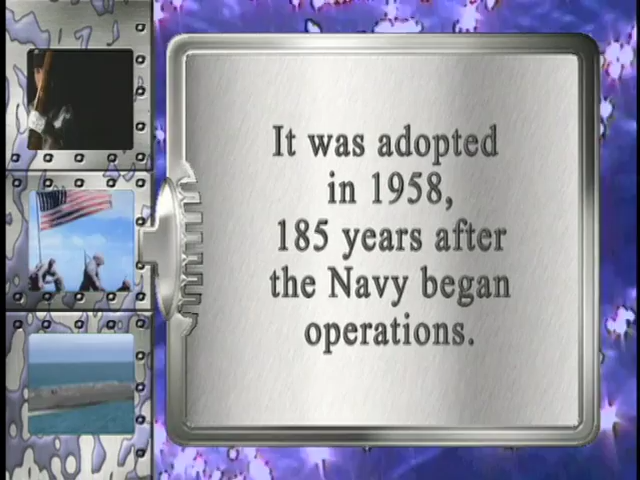 It was adopted
in 1958,
185 years after
the Navy began
operations.